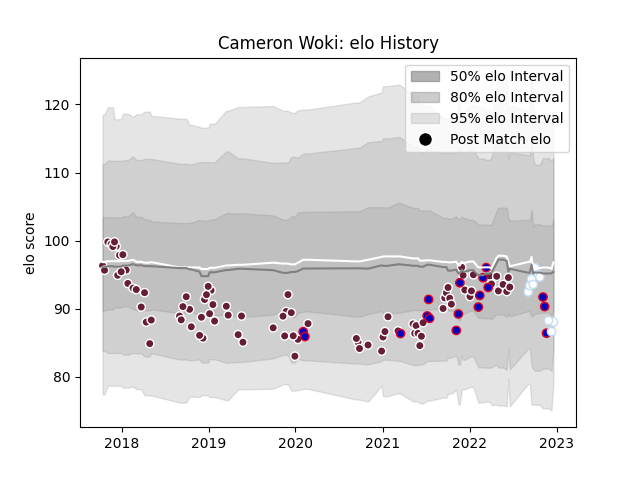 Cameron Woki: elo History
50% elo Interval
80% elo Interval
95% elo Interval
Post Match elo
elo score
120
110
100
90
80
2018
2019
2020
2021
2022
2023